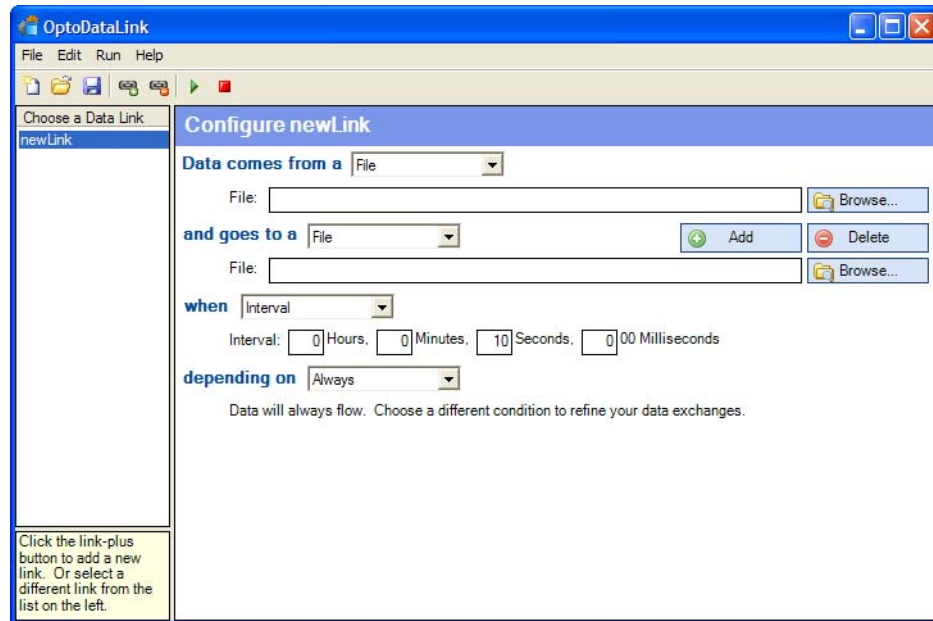 OptoDataLink
File Edit Run Help
Choose a Data Link
newLink
Configure newLink
Data comes from a File
File: Browse...
and goes to a File Add Delete
File: Browse...
when Interval
Interval: 0 Hours, 0 Minutes, 10 Seconds, 0 00 Milliseconds
depending on Always
Data will always flow. Choose a different condition to refine your data exchanges.
Click the link-plus
button to add a new
link. Or select a
different link from the
list on the left.